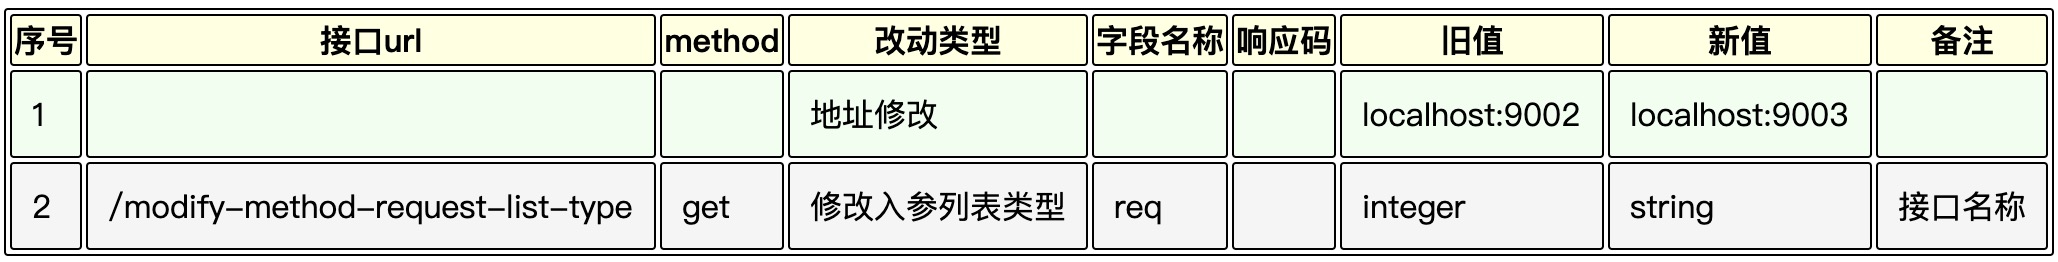 序号 接口url method 改动类型 字段名称 响应码 旧值 新值 备注
1 地址修改 localhost:9002 localhost:9003
2 /modify-method-request-list-type get 修改入参列表类型 req integer string 接口名称